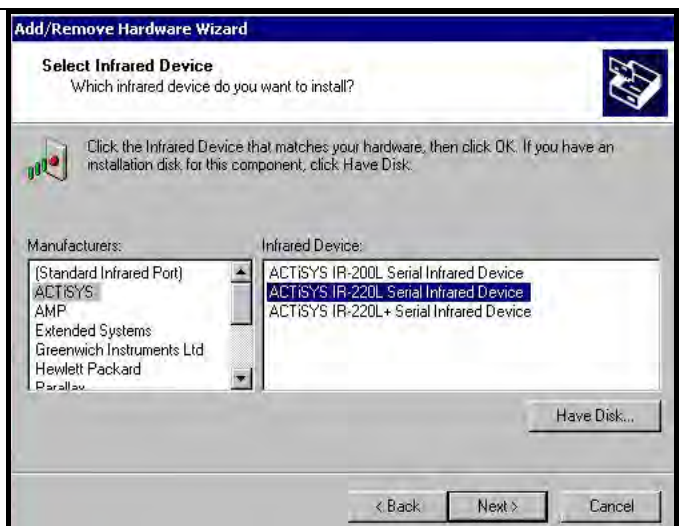 Add/Remove Hardware Wizard
Select Infrared Device
Which infrared device do you want to install?
Click the Infrared Device that matches your hardware, then click OK. If you have an
installation disk for this component, click Have Disk.
Manufacturers:
(Standard Infrared Port)
ACTiSYS
AMP
Extended Systems
Greenwich Instruments Ltd
Hewlett Packard
Parallax
Infrared Device:
ACTiSYS IR-200L Serial Infrared Device
ACTiSYS IR-220L Serial Infrared Device
ACTiSYS IR-220L+ Serial Infrared Device
Have Disk...
< Back
Next >
Cancel